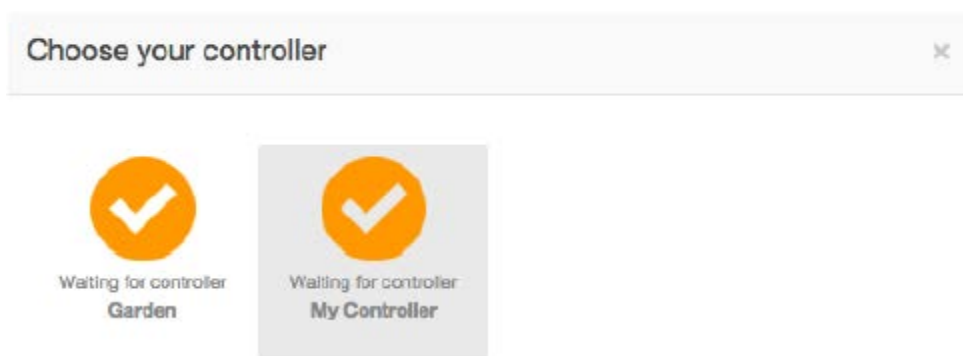 Choose your controller
Waiting for controller
Garden
Waiting for controller
My Controller